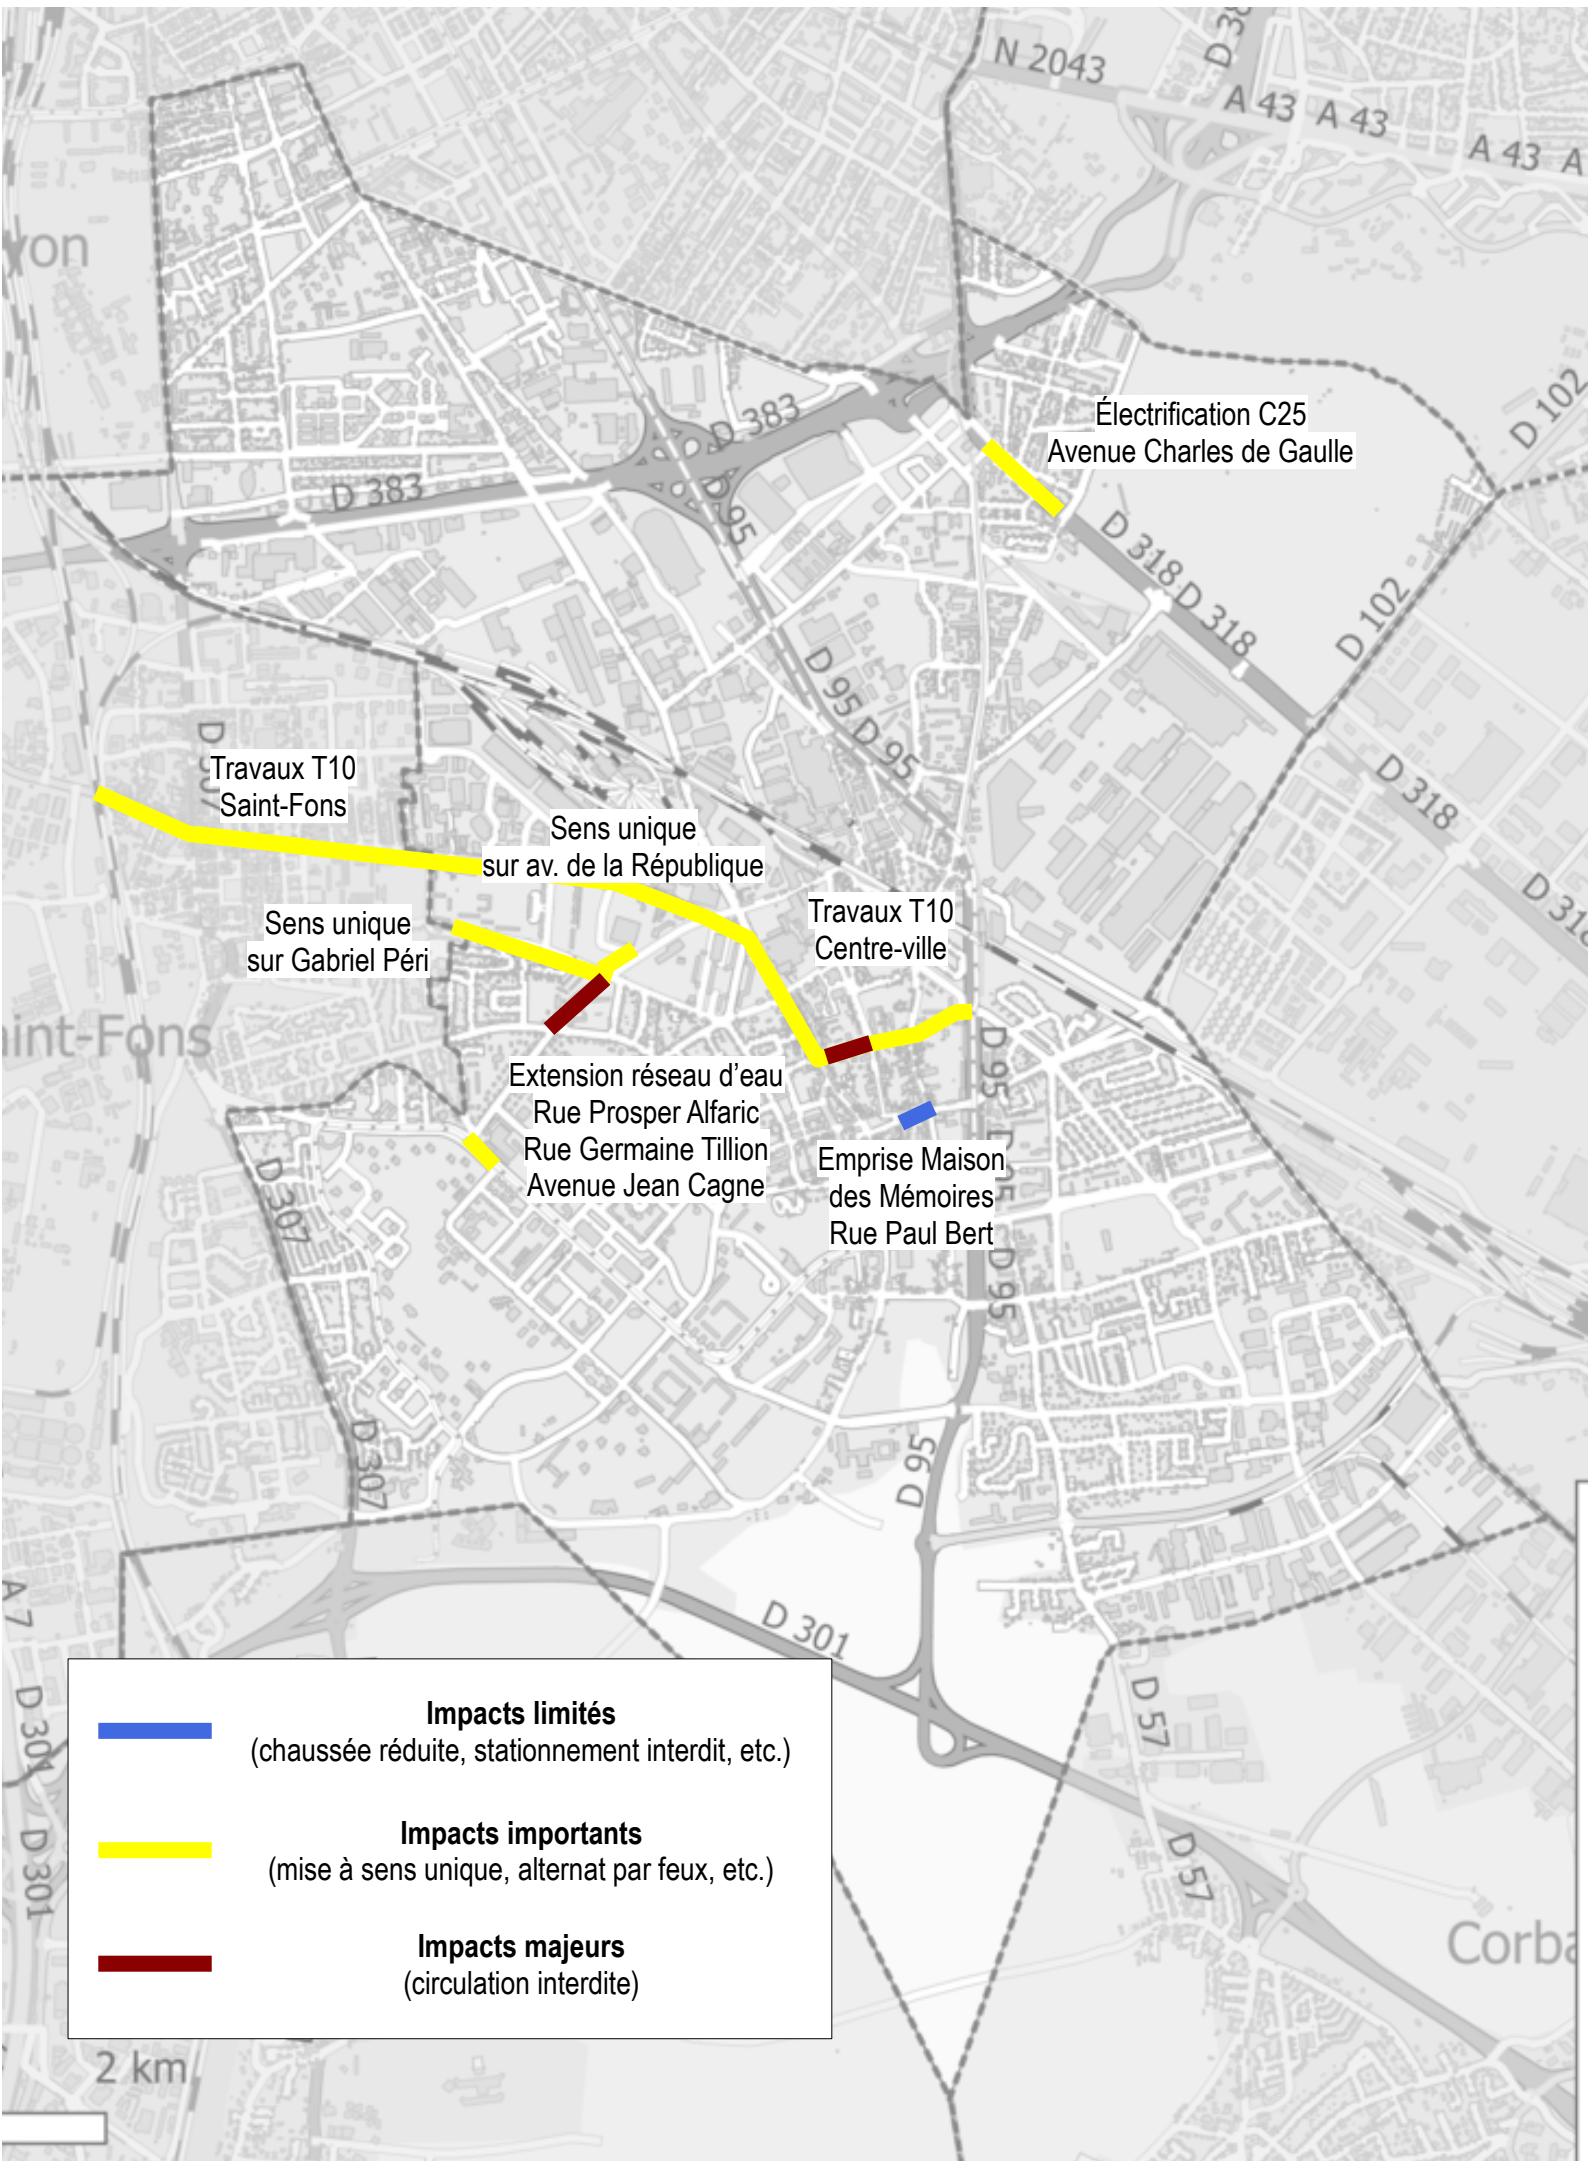 N 2043
A 43
A 43
A 43
yon
D 383
D 383
D 95
Électrification C25
Avenue Charles de Gaulle
D 102
D 102
D 318
D 318
D 95
D 95
D 318
D 318
Travaux T10
Saint-Fons
Sens unique
sur av. de la République
Sens unique
sur Gabriel Péri
Travaux T10
Centre-ville
aint-Fons
D 95
Extension réseau d’eau
Rue Prosper Alfaric
Rue Germaine Tillion
Avenue Jean Cagne
Emprise Maison
des Mémoires
Rue Paul Bert
D 95
D 307
D 307
D 95
A 7
D 301
D 301
D 301
D 57
D 57
Corba
Impacts limités
(chaussée réduite, stationnement interdit, etc.)
Impacts importants
(mise à sens unique, alternat par feux, etc.)
Impacts majeurs
(circulation interdite)
2 km